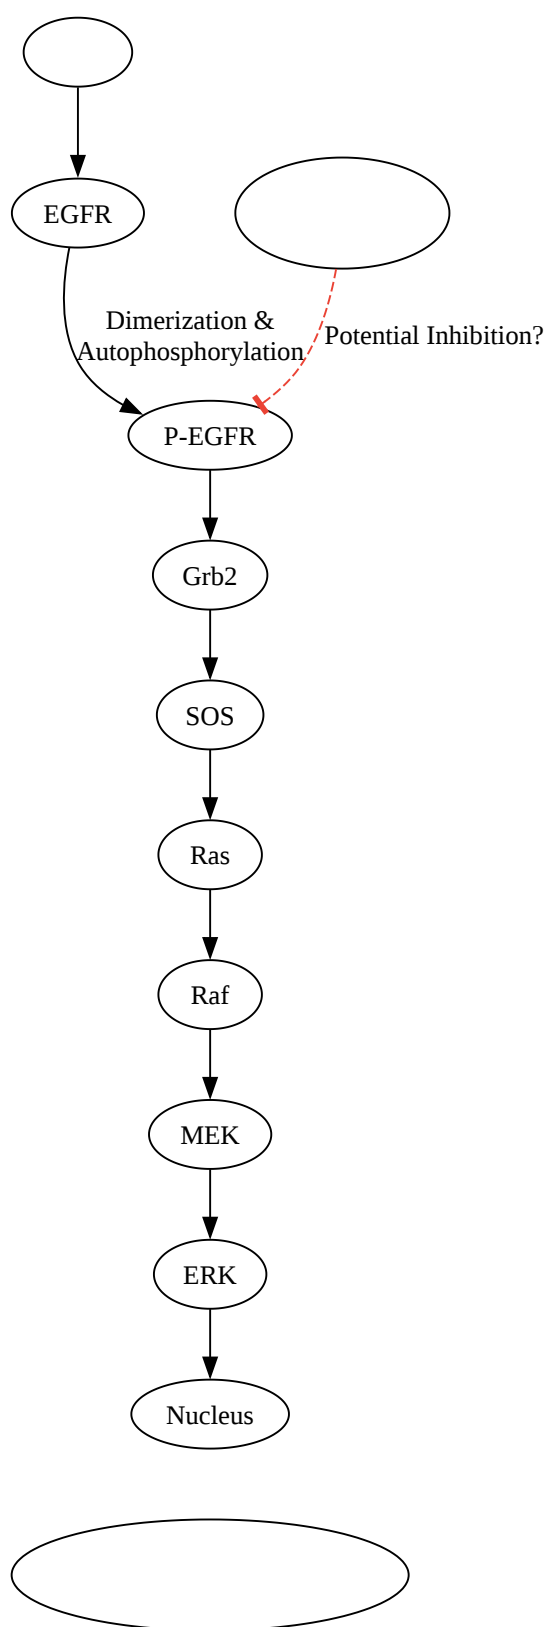 EGFR
Dimerization &
Autophosphorylation
Potential Inhibition?
P-EGFR
Grb2
SOS
Ras
Raf
MEK
ERK
Nucleus